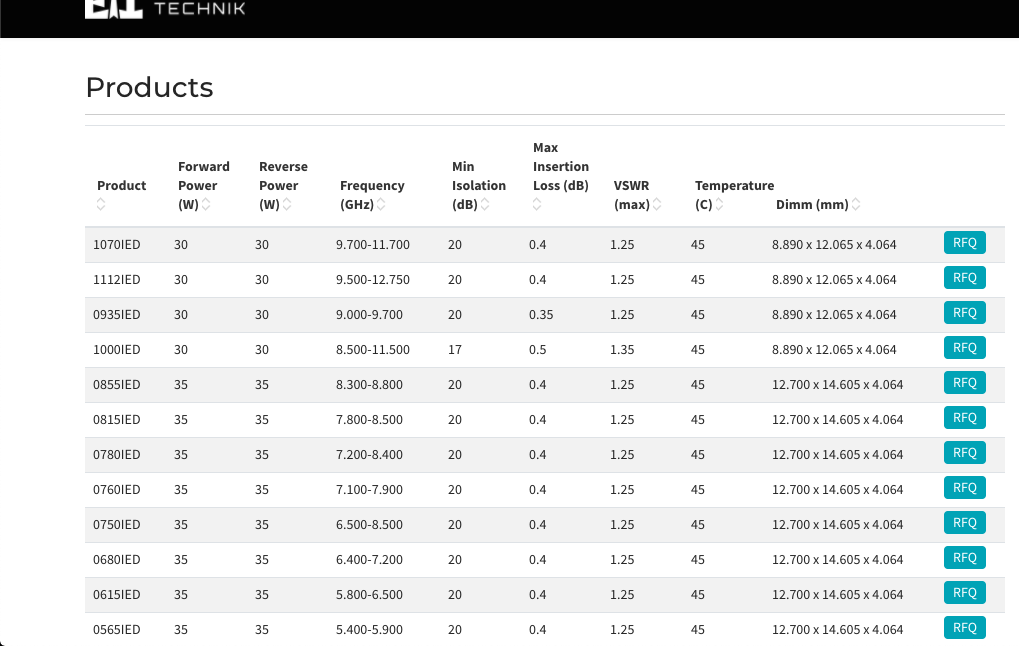 TECHNIK
Products
Product
Forward Power (W)
Reverse Power (W)
Frequency (GHz)
Min Isolation (dB)
Max Insertion Loss (dB)
VSWR (max)
Temperature (C)
Dimm (mm)
1070IED 30 30 9.700-11.700 20 0.4 1.25 45 8.890 x 12.065 x 4.064 RFQ
1112IED 30 30 9.500-12.750 20 0.4 1.25 45 8.890 x 12.065 x 4.064 RFQ
0935IED 30 30 9.000-9.700 20 0.35 1.25 45 8.890 x 12.065 x 4.064 RFQ
1000IED 30 30 8.500-11.500 17 0.5 1.35 45 8.890 x 12.065 x 4.064 RFQ
0855IED 35 35 8.300-8.800 20 0.4 1.25 45 12.700 x 14.605 x 4.064 RFQ
0815IED 35 35 7.800-8.500 20 0.4 1.25 45 12.700 x 14.605 x 4.064 RFQ
0780IED 35 35 7.200-8.400 20 0.4 1.25 45 12.700 x 14.605 x 4.064 RFQ
0760IED 35 35 7.100-7.900 20 0.4 1.25 45 12.700 x 14.605 x 4.064 RFQ
0750IED 35 35 6.500-8.500 20 0.4 1.25 45 12.700 x 14.605 x 4.064 RFQ
0680IED 35 35 6.400-7.200 20 0.4 1.25 45 12.700 x 14.605 x 4.064 RFQ
0615IED 35 35 5.800-6.500 20 0.4 1.25 45 12.700 x 14.605 x 4.064 RFQ
0565IED 35 35 5.400-5.900 20 0.4 1.25 45 12.700 x 14.605 x 4.064 RFQ